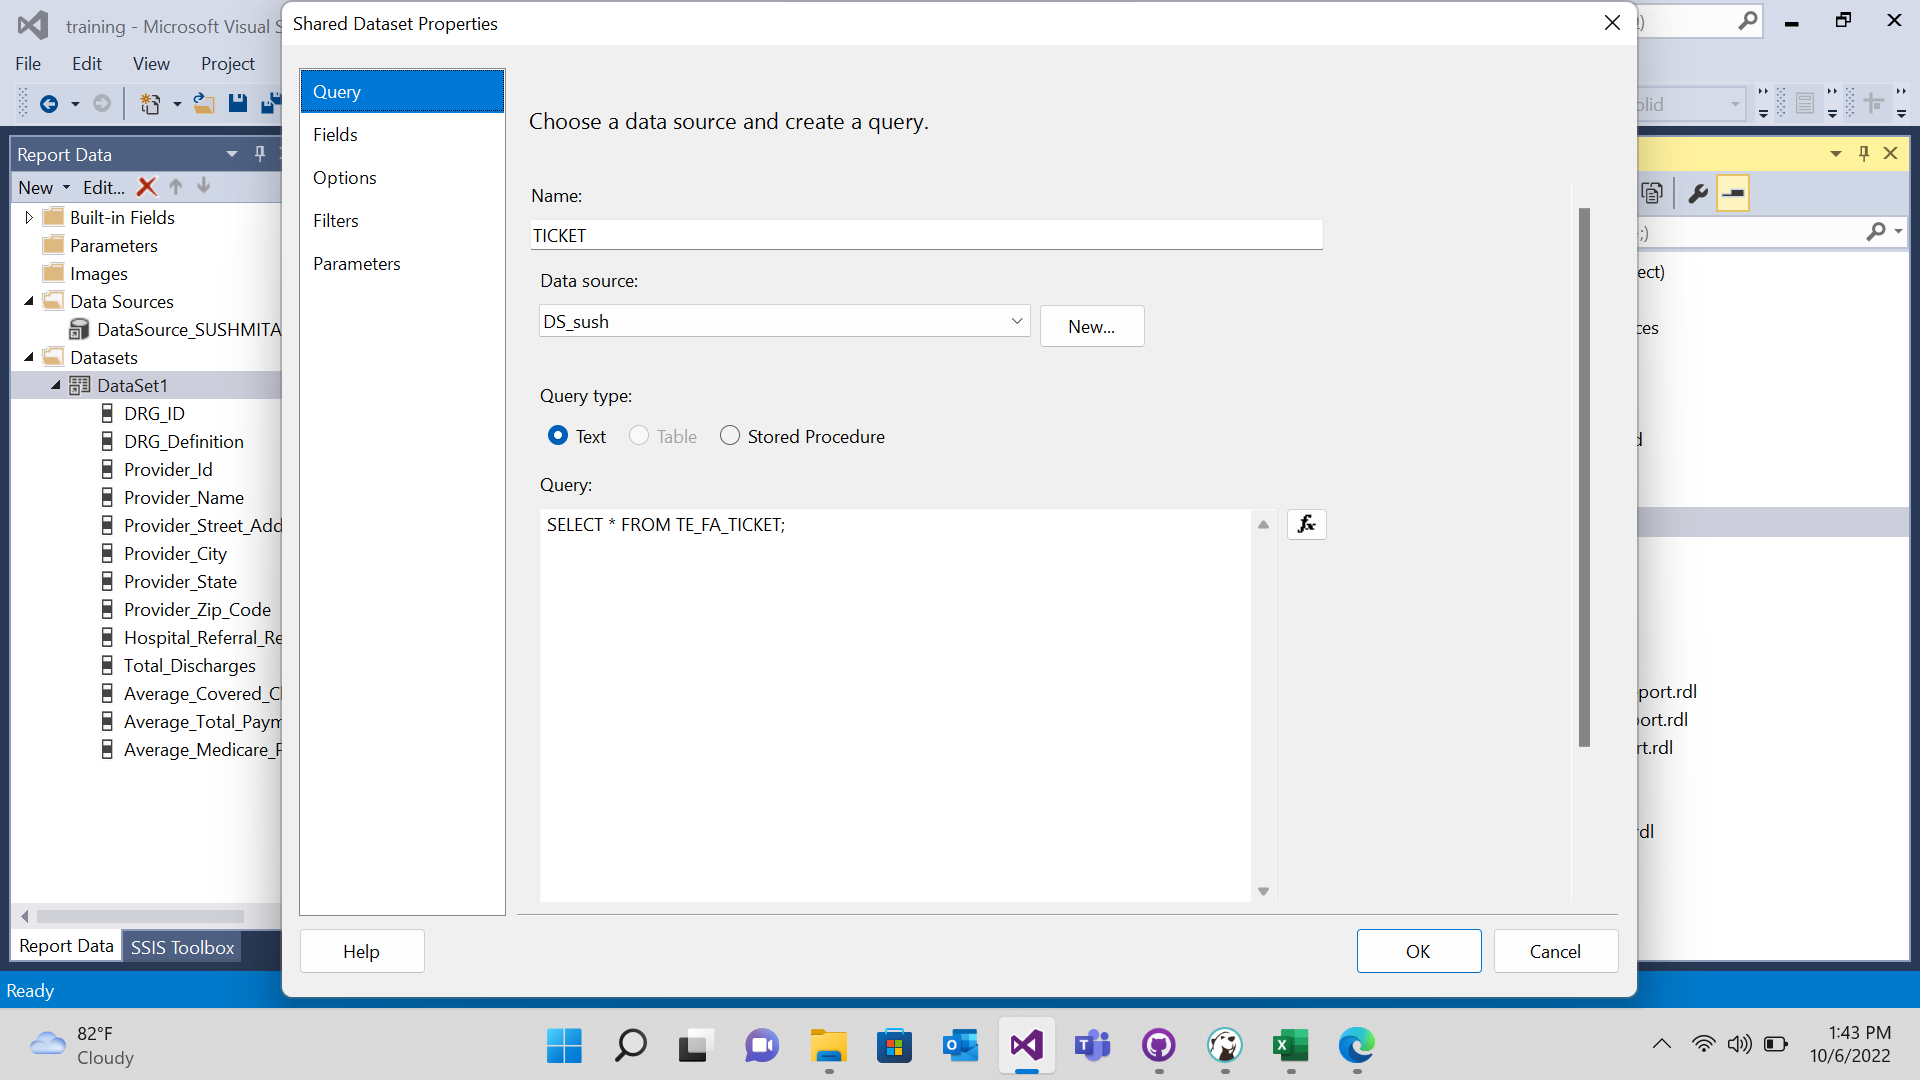 training - Microsoft Visual S
File Edit View Project
Report Data
New Edit...
Built-in Fields
Parameters
Images
Data Sources
DataSource_SUSHMITA
Datasets
DataSet1
DRG_ID
DRG_Definition
Provider_Id
Provider_Name
Provider_Street_Add
Provider_City
Provider_State
Provider_Zip_Code
Hospital_Referral_Re
Total_Discharges
Average_Covered_C
Average_Total_Paym
Average_Medicare_P
Report Data SSIS Toolbox
Ready
Shared Dataset Properties
Query
Fields
Options
Filters
Parameters
Choose a data source and create a query.
Name:
TICKET
Data source:
DS_sush
New...
Query type:
Text Table Stored Procedure
Query:
SELECT * FROM TE_FA_TICKET;
fx
Help OK Cancel
)
olid
;)
ect)
ces
d
port.rdl
ort.rdl
rt.rdl
rdl
82°F
Cloudy
1:43 PM
10/6/2022